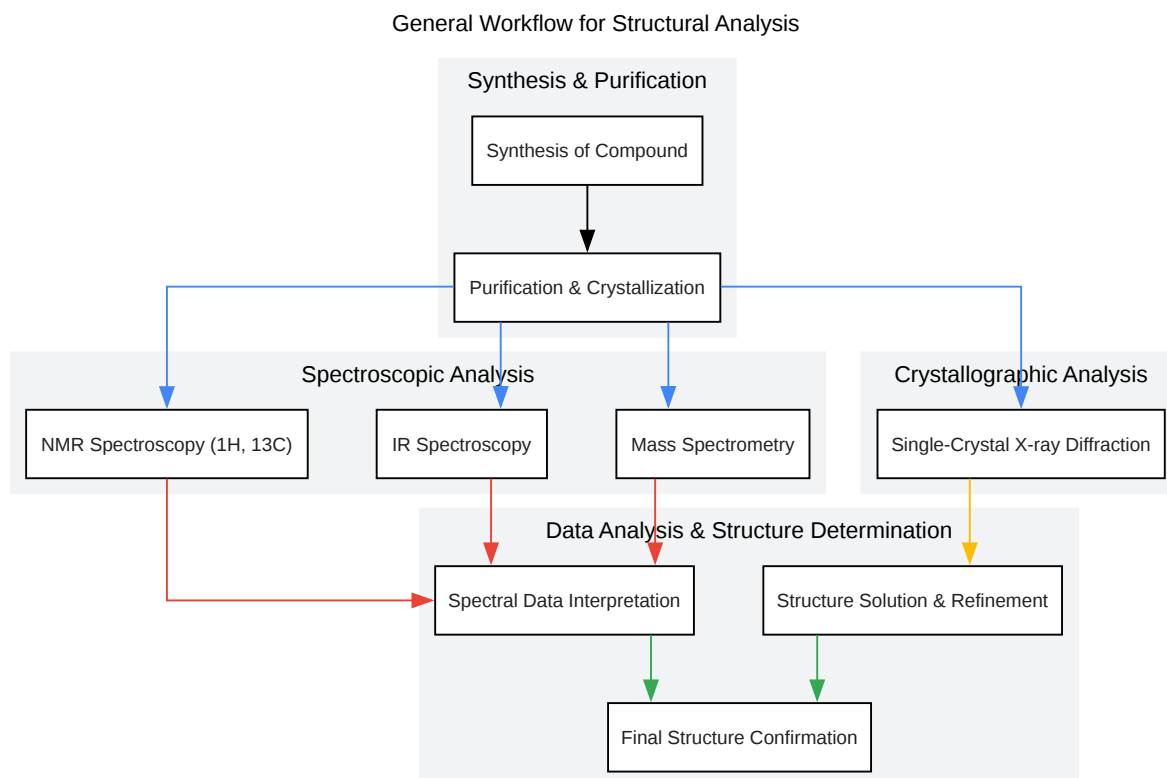 General Workflow for Structural Analysis
Synthesis & Purification
Synthesis of Compound
Purification & Crystallization
Spectroscopic Analysis
Crystallographic Analysis
NMR Spectroscopy (1H, 13C)
IR Spectroscopy
Mass Spectrometry
Single-Crystal X-ray Diffraction
Data Analysis & Structure Determination
Spectral Data Interpretation
Structure Solution & Refinement
Final Structure Confirmation